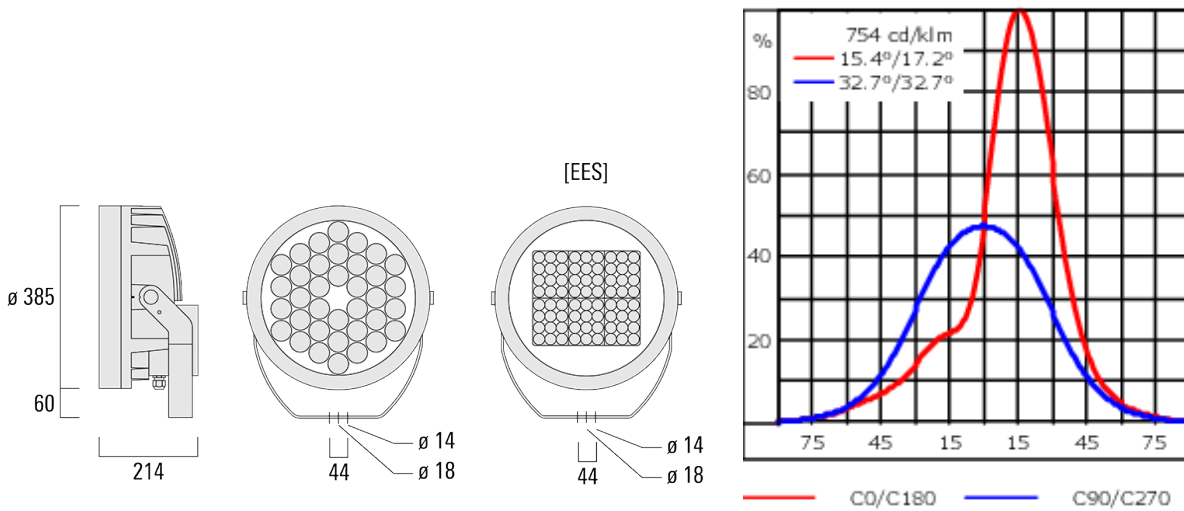 ø 385
60
214
44
ø 14
ø 18
[EES]
44
ø 14
ø 18
%
754 cd/klm
15.4º/17.2º
32.7º/32.7º
80
60
40
20
75 45 15 15 45 75
C0/C180 C90/C270